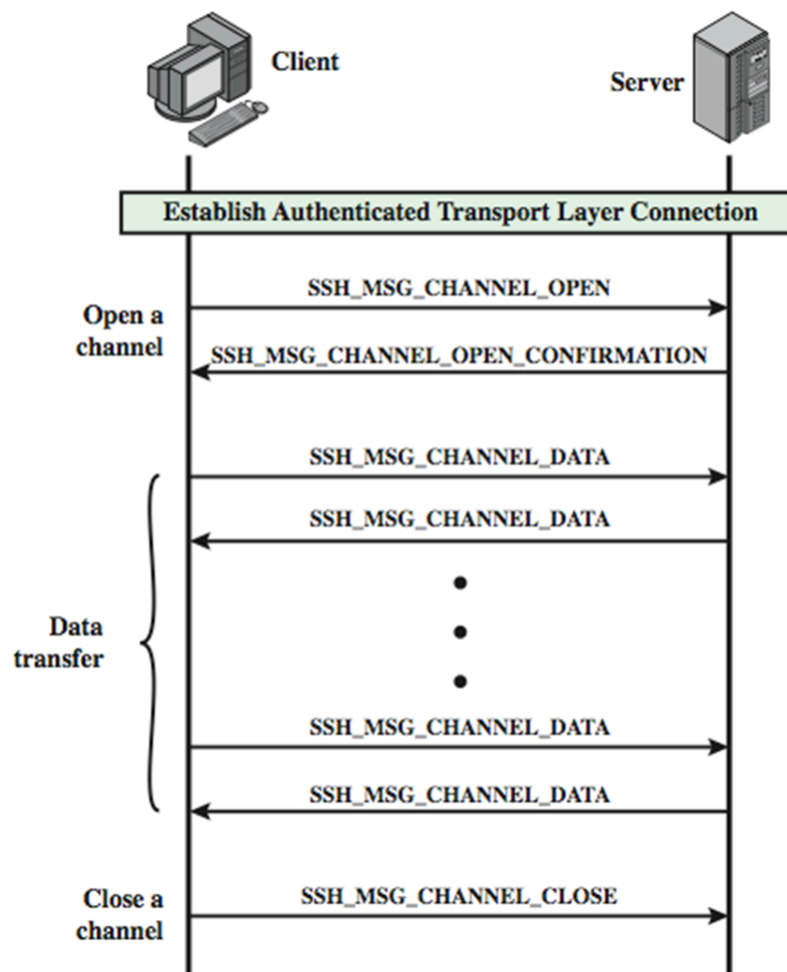 Client
Server
Establish Authenticated Transport Layer Connection
SSH_MSG_CHANNEL_OPEN
Open a
channel
SSH_MSG_CHANNEL_OPEN_CONFIRMATION
SSH_MSG_CHANNEL_DATA
SSH_MSG_CHANNEL_DATA
Data
transfer
SSH_MSG_CHANNEL_DATA
SSH_MSG_CHANNEL_DATA
Close a
channel
SSH_MSG_CHANNEL_CLOSE